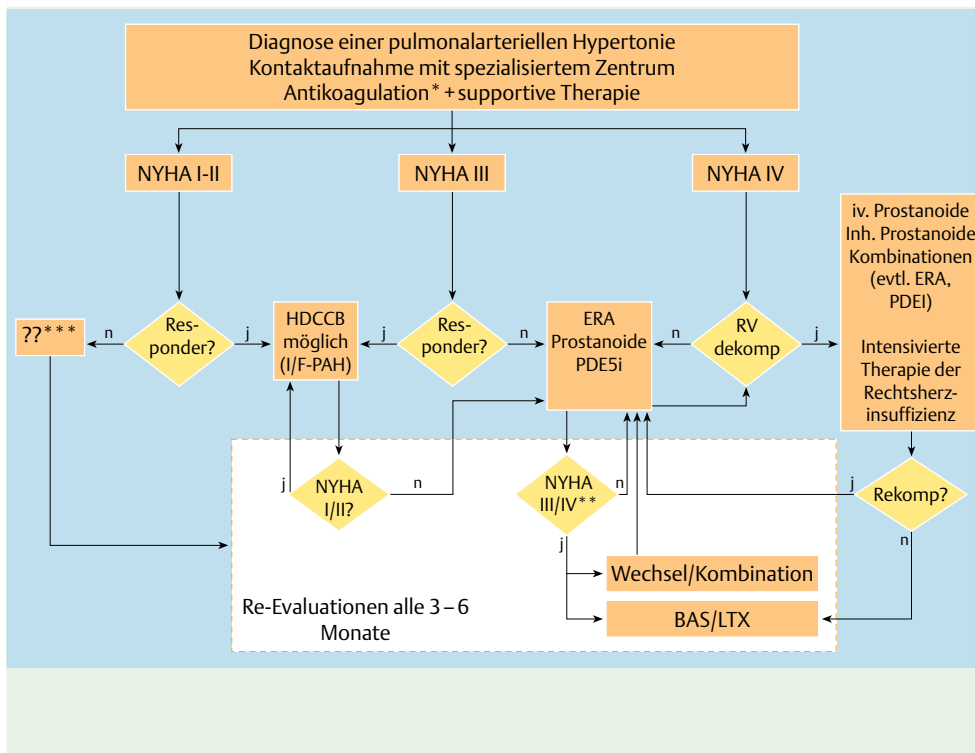 Diagnose einer pulmonalarteriellen Hypertonie
Kontaktaufnahme mit spezialisiertem Zentrum
Antikoagulation* + supportive Therapie
NYHA I-II
NYHA III
NYHA IV
iv. Prostanoide
Inh. Prostanoide
Kombinationen
(evtl. ERA,
PDEI)
Intensivierte
Therapie der
Rechtsherz-
insuffizienz
??***
n
Res-
ponder?
j
HDCCB
möglich
(I/F-PAH)
j
Res-
ponder?
n
ERA
Prostanoide
PDE5i
n
RV
dekomp
j
j
NYHA
I/II?
n
NYHA
III/IV**
n
j
j
Rekomp?
n
Wechsel/Kombination
BAS/LTX
Re-Evaluationen alle 3 – 6
Monate